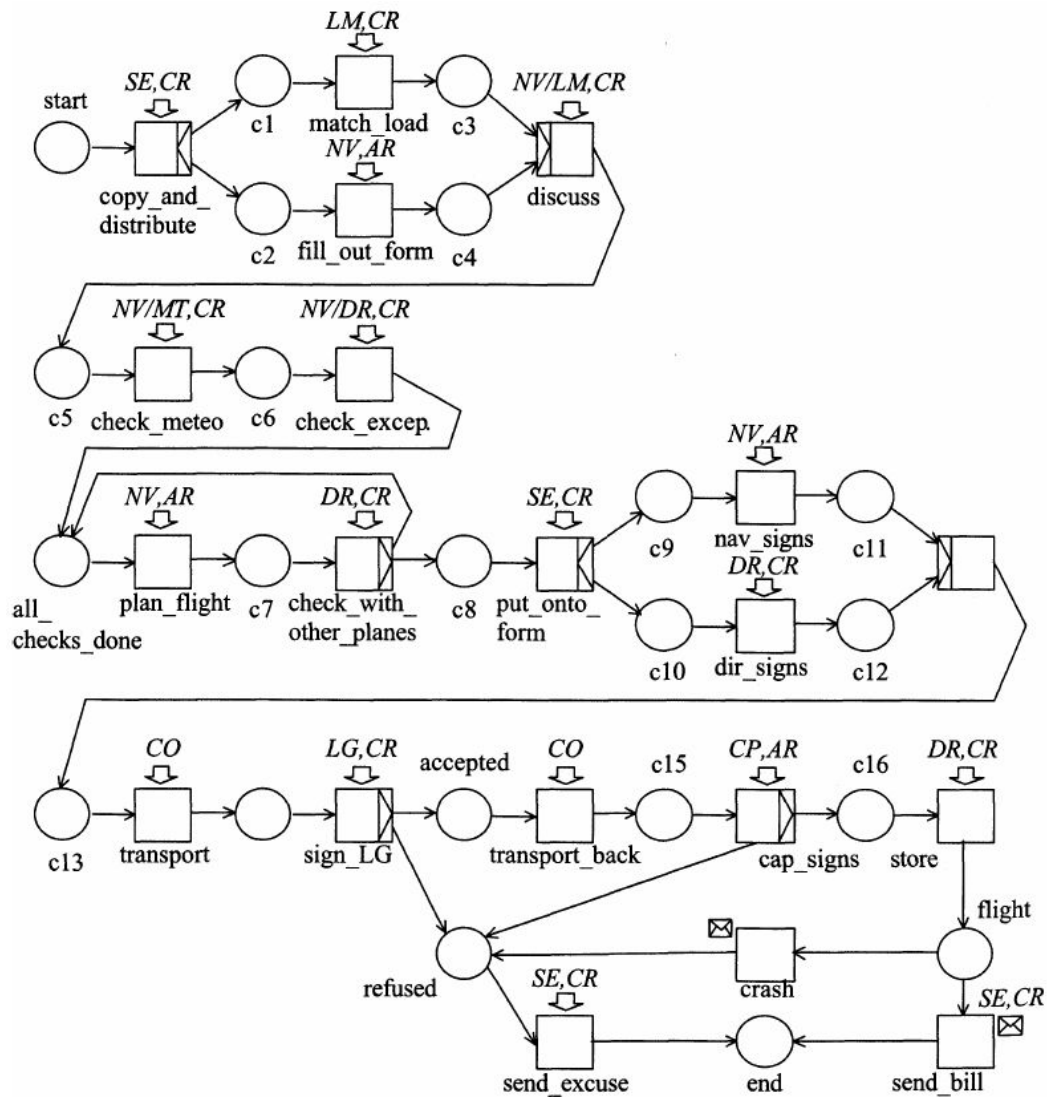 LM,CR
SE,CR
NV/LM,CR
start
c1
match_load
c3
NV,AR
copy_and_
distribute
discuss
c2
fill_out_form
c4
NV/MT,CR
NV/DR,CR
c5
check_meteo
c6
check_excep.
NV,AR
NV,AR
DR,CR
SE,CR
c9
nav_signs
c11
DR,CR
all_
checks_done
plan_flight
c7
check_with_
other_planes
c8
put_onto_
form
c10
dir_signs
c12
CO
LG,CR
accepted
CO
c15
CP,AR
c16
DR,CR
c13
transport
sign_LG
transport_back
cap_signs
store
flight
refused
crash
SE,CR
SE,CR
send_excuse
end
send_bill